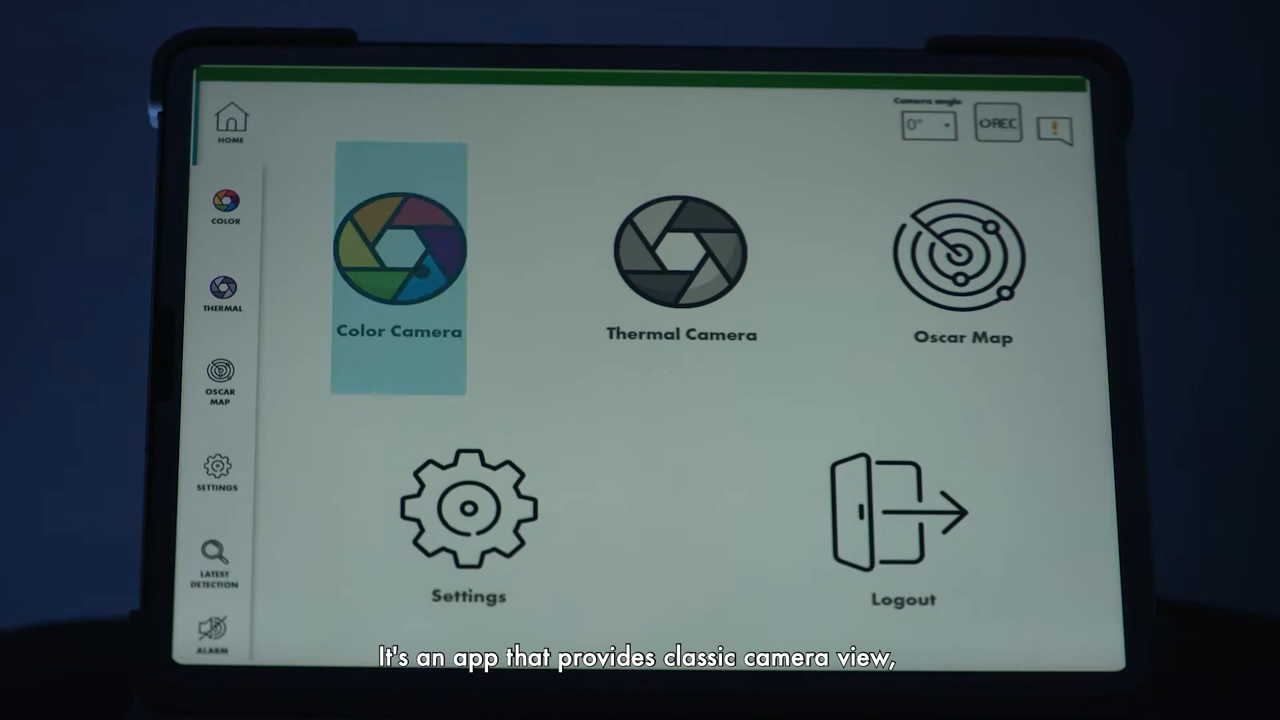 Camera angle
0°
REC
HOME
COLOR
THERMAL
OSCAR
MAP
SETTINGS
LATEST
DETECTION
ALARM
Color Camera
Thermal Camera
Oscar Map
Settings
Logout
It's an app that provides classic camera view,